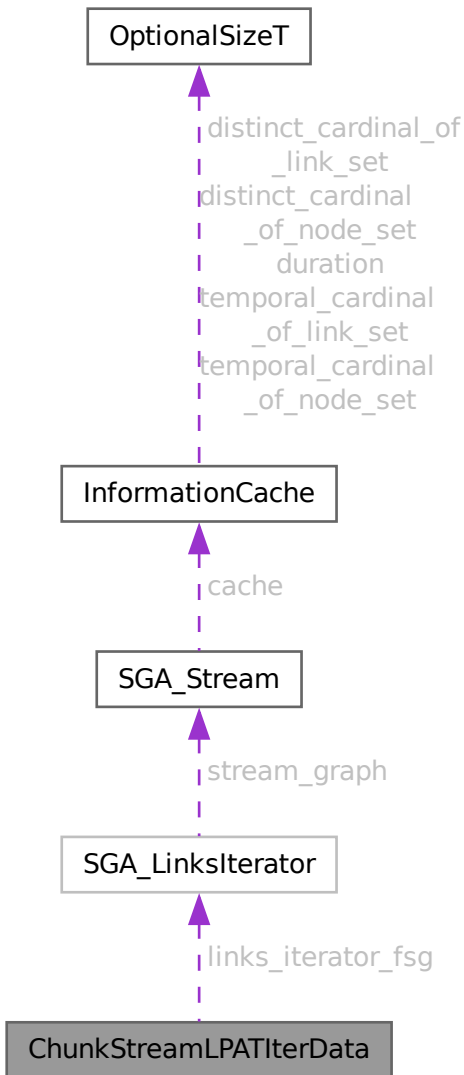 OptionalSizeT
distinct_cardinal_of
_link_set
distinct_cardinal
_of_node_set
duration
temporal_cardinal
_of_link_set
temporal_cardinal
_of_node_set
InformationCache
cache
SGA_Stream
stream_graph
SGA_LinksIterator
links_iterator_fsg
ChunkStreamLPATIterData